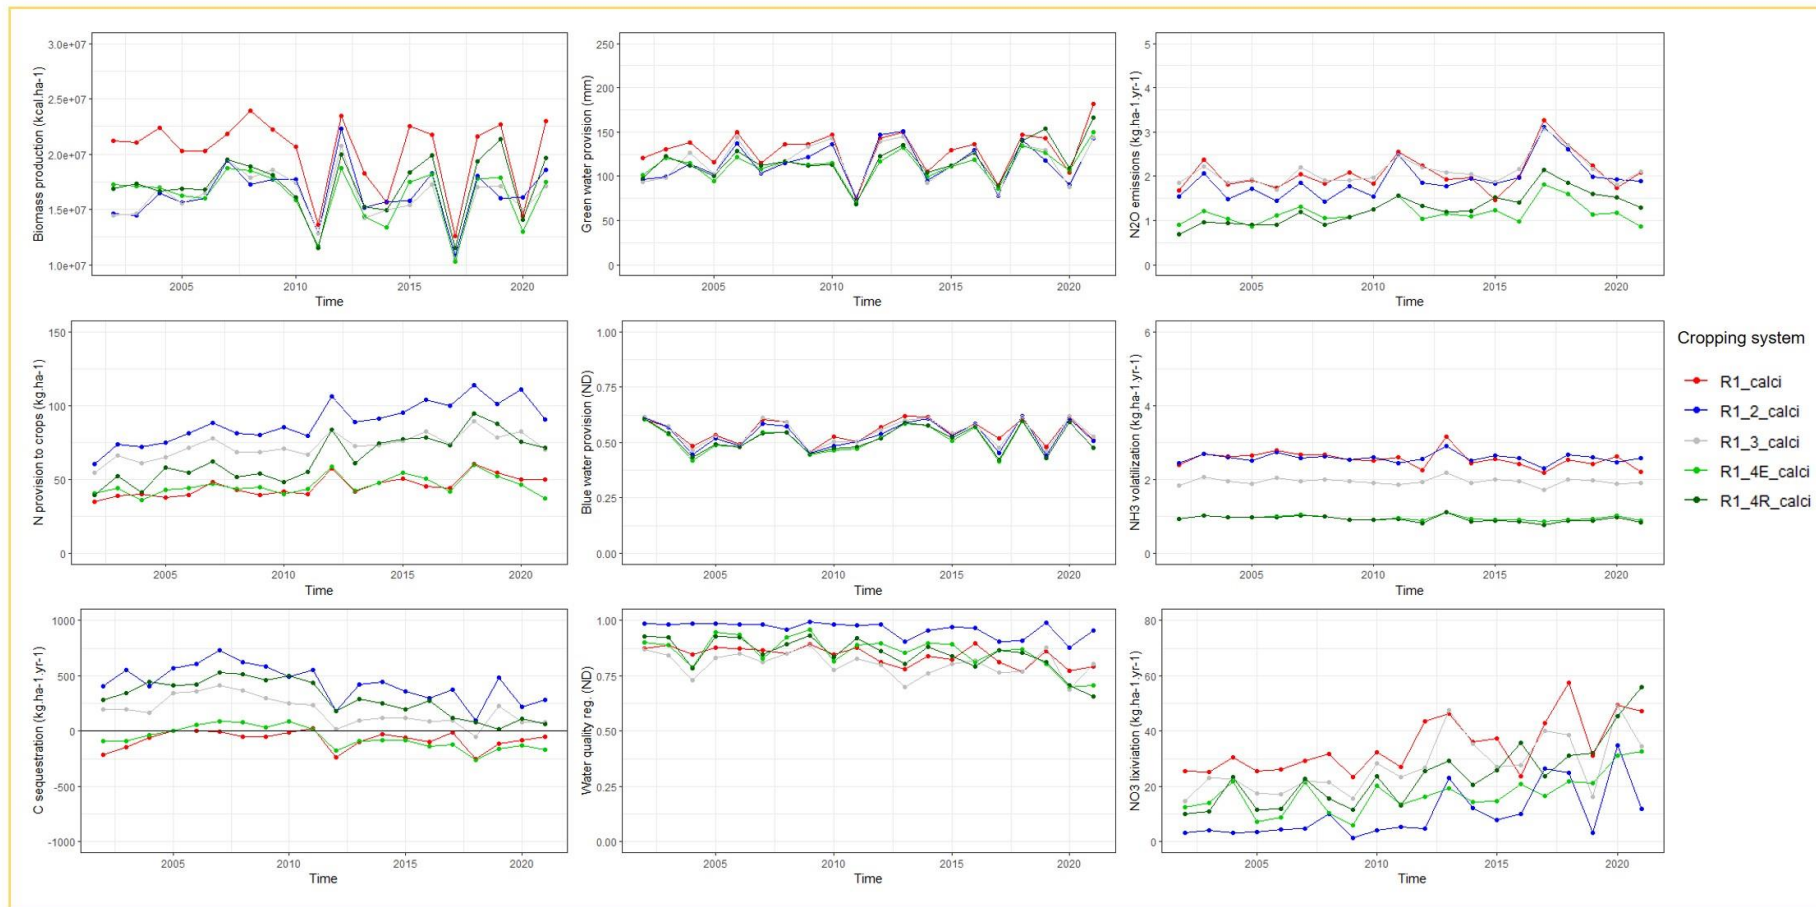 Biomass production (kcal.ha-1)
3.0e+07
2.5e+07
2.0e+07
1.5e+07
1.0e+07
2005 2010 2015 2020
Time
Green water provision (mm)
250
200
150
100
50
0
2005 2010 2015 2020
Time
N2O emissions (kg.ha-1.yr-1)
5
4
3
2
1
0
2005 2010 2015 2020
Time
N provision to crops (kg.ha-1)
150
100
50
0
2005 2010 2015 2020
Time
Blue water provision (ND)
1.00
0.75
0.50
0.25
0.00
2005 2010 2015 2020
Time
NH3 volatilization (kg.ha-1.yr-1)
6
4
2
0
2005 2010 2015 2020
Time
C sequestration (kg.ha-1.yr-1)
1000
500
0
-500
-1000
2005 2010 2015 2020
Time
Water quality reg. (ND)
1.00
0.75
0.50
0.25
0.00
2005 2010 2015 2020
Time
NO3 lixiviation (kg.ha-1.yr-1)
80
60
40
20
0
2005 2010 2015 2020
Time
Cropping system
R1_calci
R1_2_calci
R1_3_calci
R1_4E_calci
R1_4R_calci